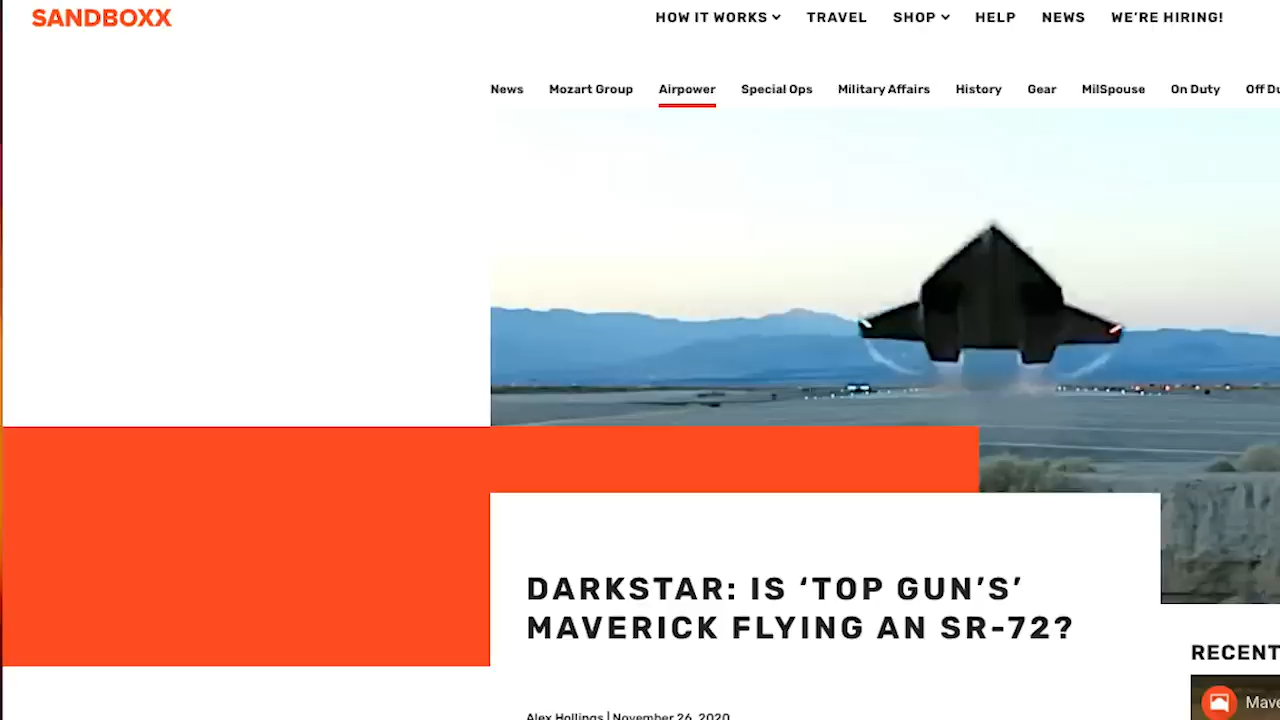 SANDBOXX
HOW IT WORKS TRAVEL SHOP HELP NEWS WE'RE HIRING!
News Mozart Group Airpower Special Ops Military Affairs History Gear MilSpouse On Duty Off
DARKSTAR: IS ‘TOP GUN’S’
MAVERICK FLYING AN SR-72?
RECENT
Alex Hollings | November 26, 2020